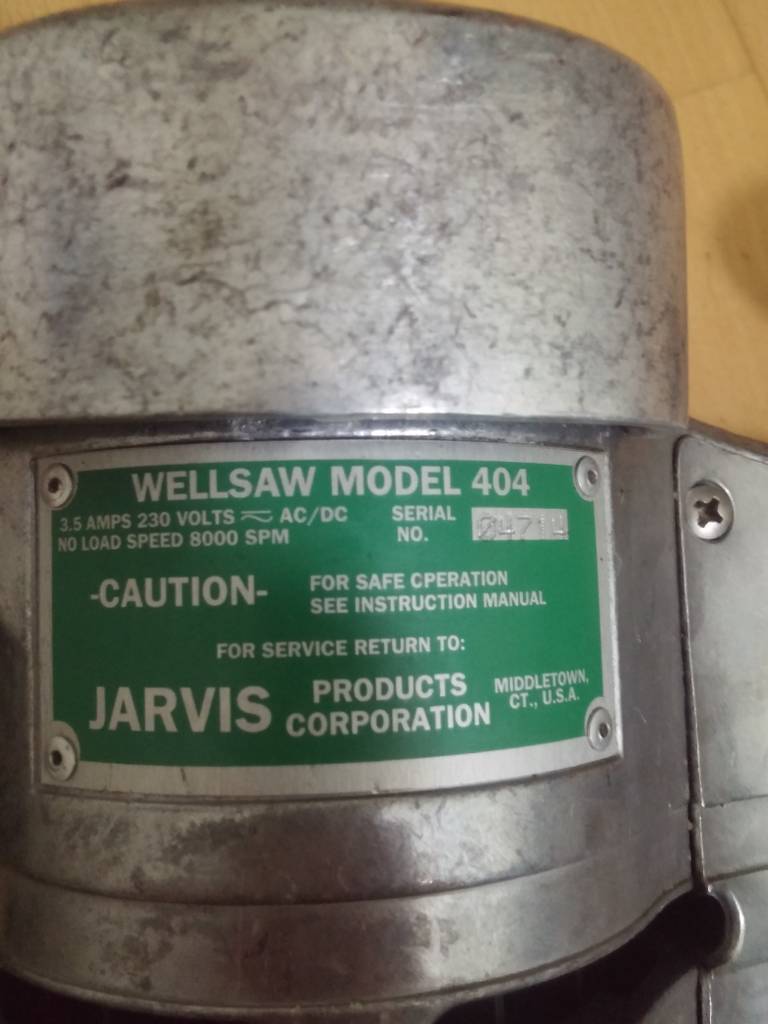 WELLSAW MODEL 404
3.5 AMPS 230 VOLTS ⎓ AC/DC
NO LOAD SPEED 8000 SPM
SERIAL
NO. 04714
-CAUTION-
FOR SAFE CPERATION
SEE INSTRUCTION MANUAL
FOR SERVICE RETURN TO:
JARVIS
PRODUCTS
CORPORATION
MIDDLETOWN,
CT., U.S.A.